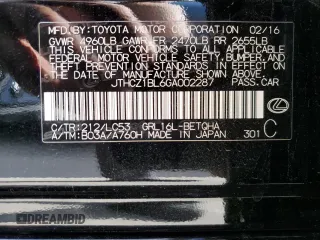 MFD.BY:TOYOTA MOTOR CORPORATION 02/16
GVWR 4960LB GAWR FR 2470LB RR 2655LB
THIS VEHICLE CONFORMS TO ALL APPLICABLE
FEDERAL MOTOR VEHICLE SAFETY,
BUMPER, AND THEFT PREVENTION STANDARDS
IN EFFECT ON THE DATE OF
MANUFACTURE SHOWN ABOVE.
JTHCZ1BL6GA002287 PASS.CAR
C/TR:212/LC53 GRL16L-BETQHA
A/TM:B03A/A760H MADE IN JAPAN 301 C
DREAMBID